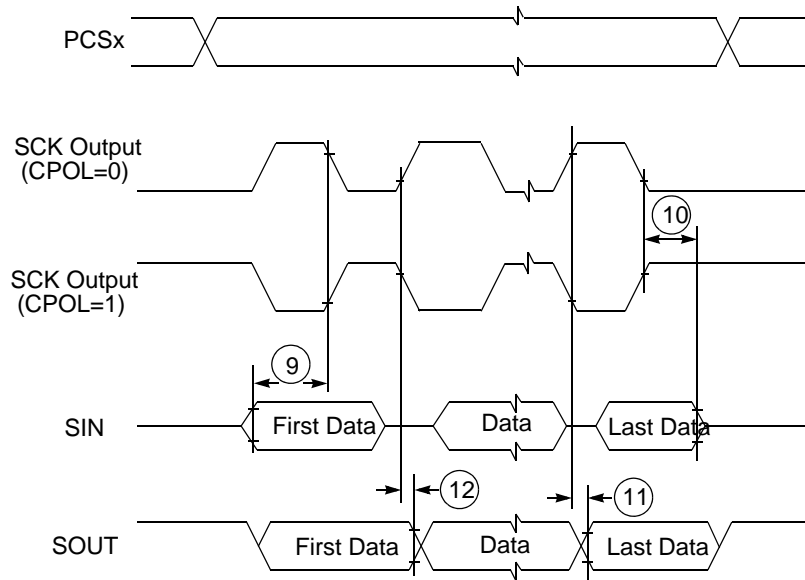 PCSx
SCK Output
(CPOL=0)
10
SCK Output
(CPOL=1)
9
SIN
First Data
Data
Last Data
12
11
SOUT
First Data
Data
Last Data